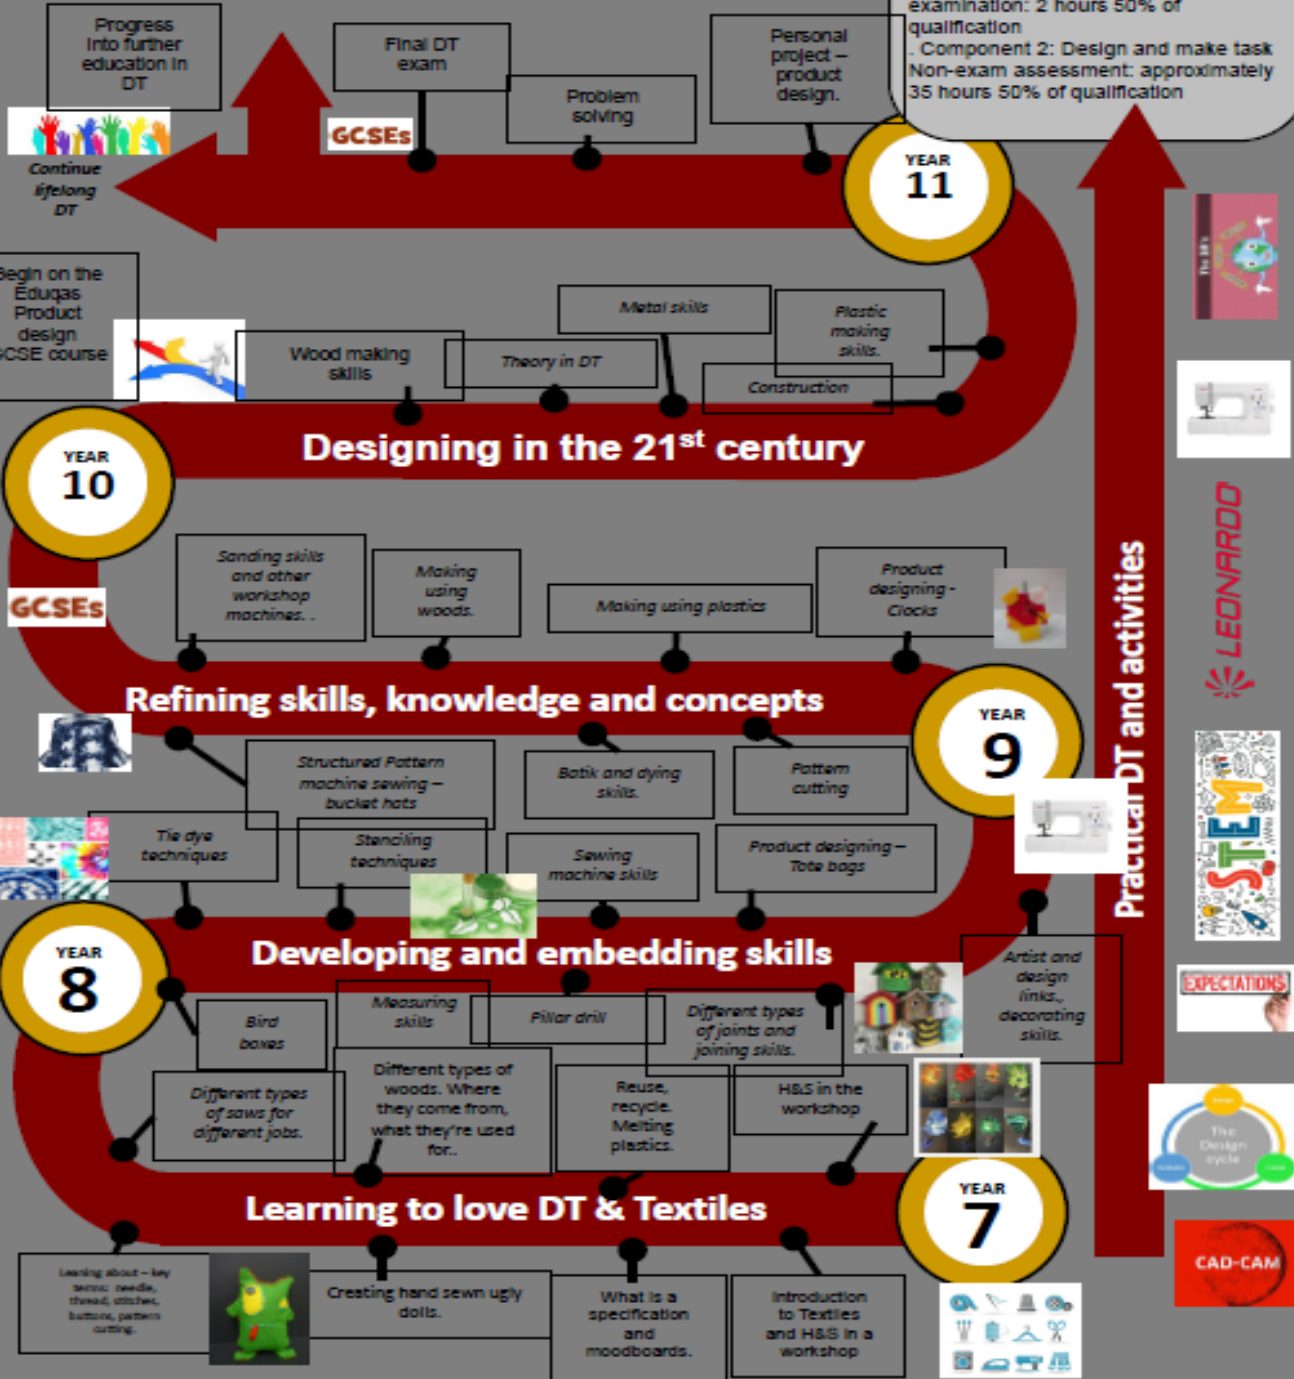 examination: 2 hours 50% of
qualification
. Component 2: Design and make task
Non-exam assessment: approximately
35 hours 50% of qualification
Progress
into further
education in
DT
Final DT
exam
Problem
solving
Personal
project –
product
design.
GCSEs
Continue
lifelong
DT
YEAR
11
Begin on the
Eduqas
Product
design
GCSE course
Wood making
skills
Theory in DT
Metal skills
Plastic
making
skills.
Construction
Designing in the 21st century
YEAR
10
GCSEs
Sanding skills
and other
workshop
machines. .
Making
using
woods.
Making using plastics
Product
designing -
Clocks
Refining skills, knowledge and concepts
YEAR
9
Structured Pattern
machine sewing –
bucket hats
Batik and dying
skills.
Pattern
cutting
Tie dye
techniques
Stenciling
techniques
Sewing
machine skills
Product designing –
Tote bags
Developing and embedding skills
YEAR
8
Artist and
design
links.,
decorating
skills.
Bird
boxes
Measuring
skills
Pillar drill
Different types
of joints and
joining skills.
Different types
of saws for
different jobs.
Different types of
woods. Where
they come from,
what they're used
for..
Reuse,
recycle.
Melting
plastics.
H&S in the
workshop
Learning to love DT & Textiles
YEAR
7
Leaning about – key
terms: needle,
thread, stitches,
buttons, pattern
cutting.
Creating hand sewn ugly
dolls.
What is a
specification
and
moodboards.
Introduction
to Textiles
and H&S in a
workshop
Practical DT and activities
LEONARDO
STEM
EXPECTATIONS
The
Design
cycle
CAD-CAM